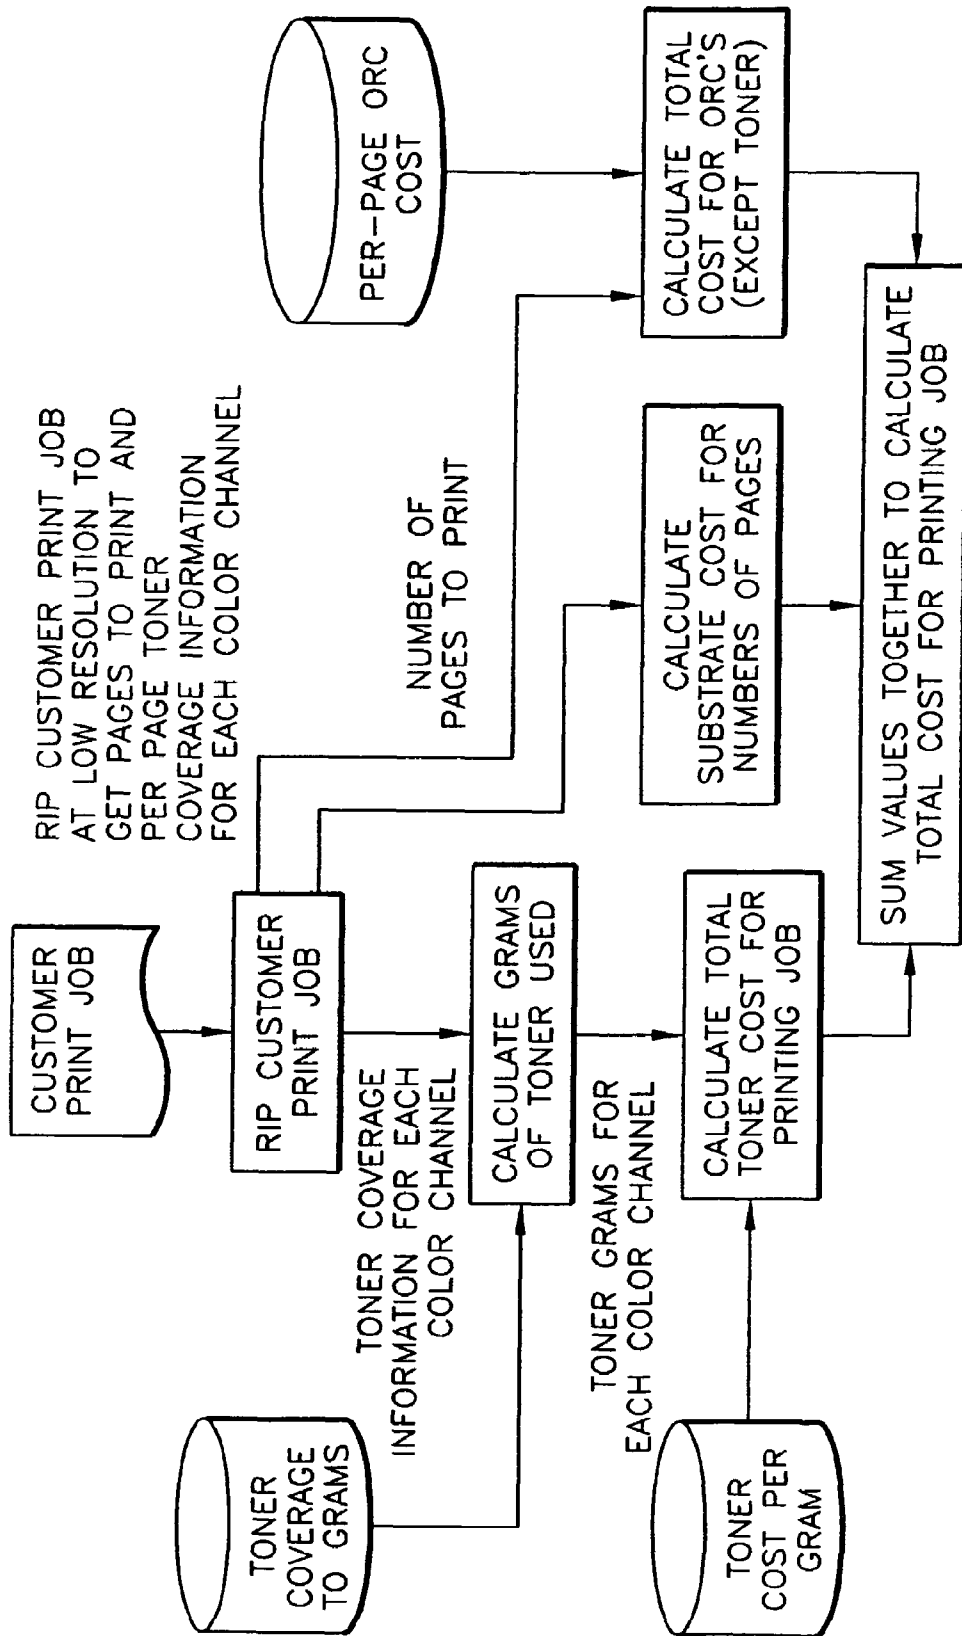 CUSTOMER
PRINT JOB
RIP CUSTOMER PRINT JOB
AT LOW RESOLUTION TO
GET PAGES TO PRINT AND
PER PAGE TONER
COVERAGE INFORMATION
FOR EACH COLOR CHANNEL
RIP CUSTOMER
PRINT JOB
PER-PAGE ORC
COST
TONER
COVERAGE
TO GRAMS
TONER COVERAGE
INFORMATION FOR EACH
COLOR CHANNEL
NUMBER OF
PAGES TO PRINT
CALCULATE GRAMS
OF TONER USED
TONER GRAMS FOR
EACH COLOR CHANNEL
CALCULATE
SUBSTRATE COST FOR
NUMBERS OF PAGES
CALCULATE TOTAL
COST FOR ORC'S
(EXCEPT TONER)
TONER
COST PER
GRAM
CALCULATE TOTAL
TONER COST FOR
PRINTING JOB
SUM VALUES TOGETHER TO CALCULATE
TOTAL COST FOR PRINTING JOB